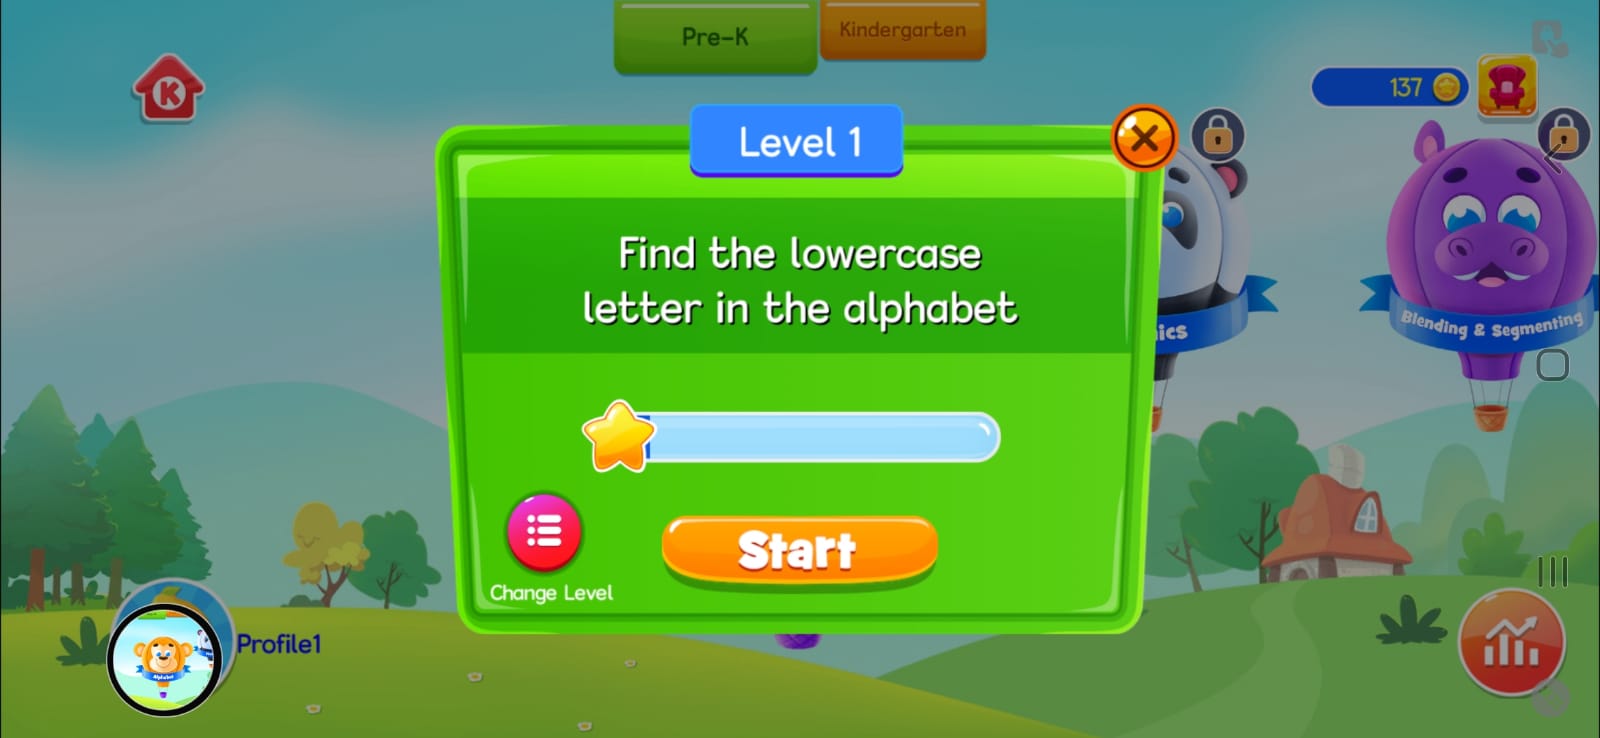 Pre-K
Kindergarten
K
137
Level 1
Find the lowercase
letter in the alphabet
Blending & Segmenting
ics
Start
Change Level
Profile1
Alphabet